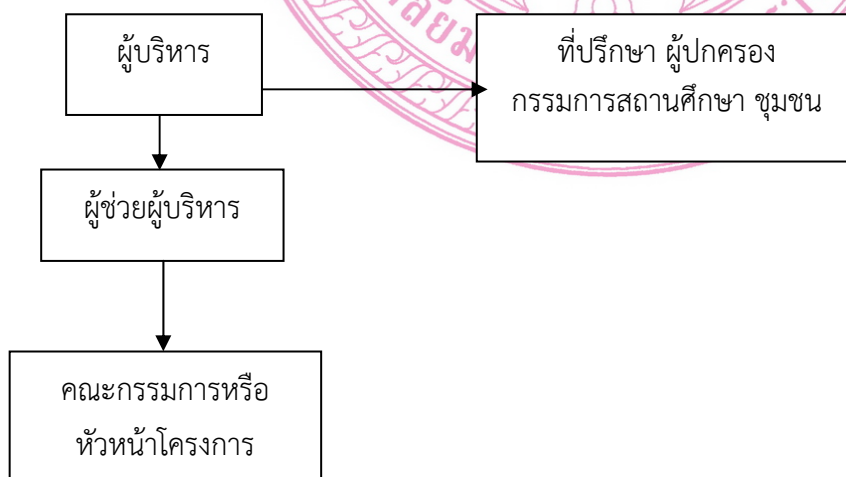 ผู้บริหาร
ที่ปรึกษา ผู้ปกครอง
กรรมการสถานศึกษา ชุมชน
ผู้ช่วยผู้บริหาร
คณะกรรมการหรือ
หัวหน้าโครงการ